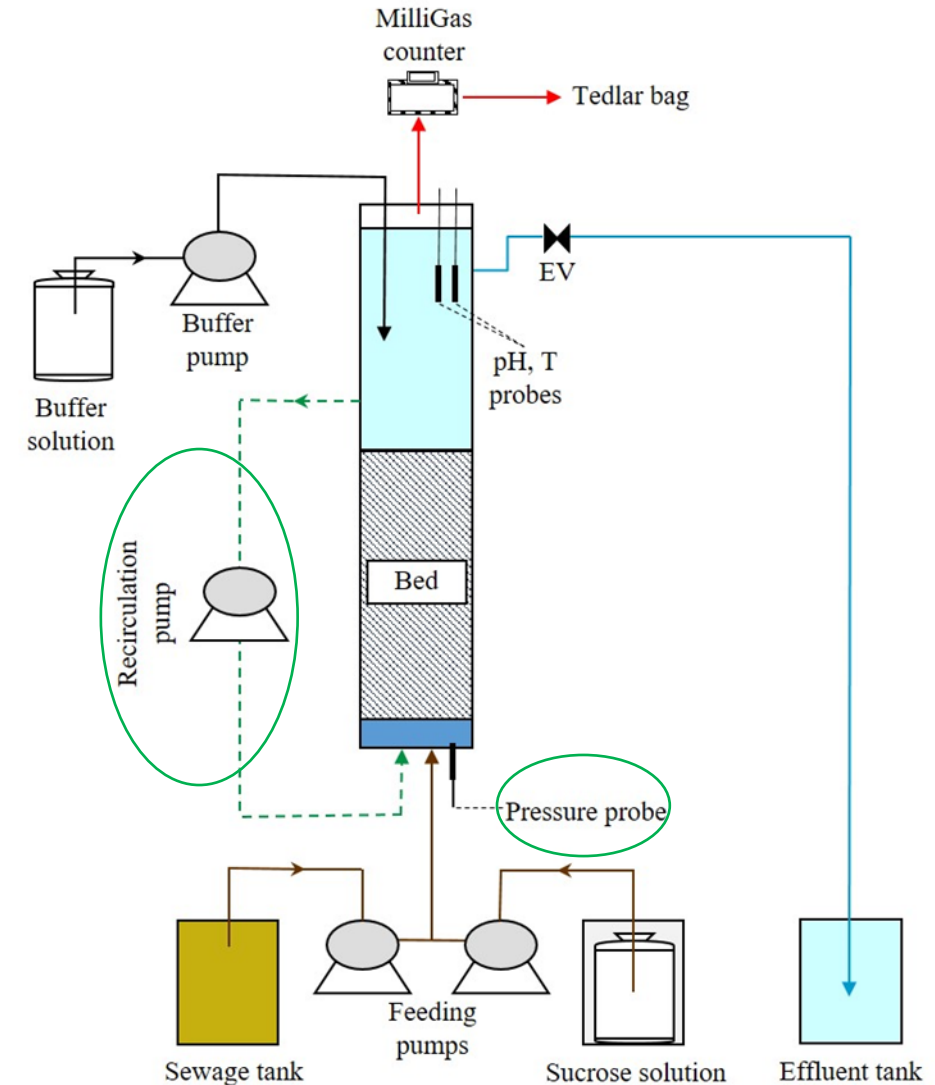 MilliGas
counter
Tedlar bag
EV
Buffer
pump
pH, T
probes
Buffer
solution
Recirculation
pump
Bed
Pressure probe
Feeding
pumps
Sewage tank
Sucrose solution
Effluent tank